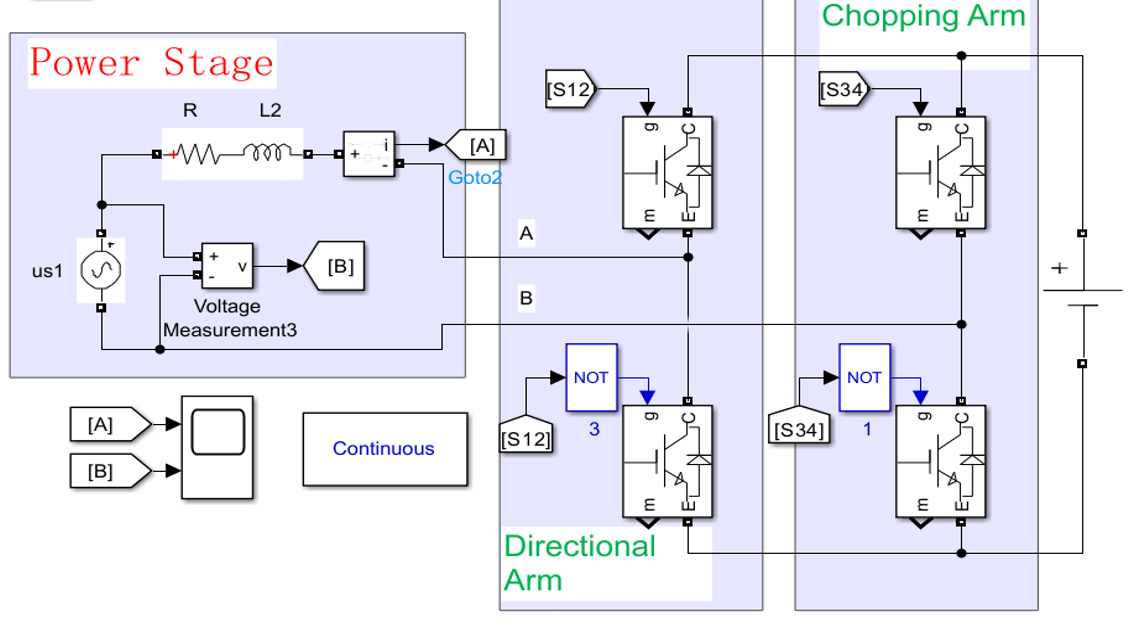 Chopping Arm
Power Stage
R
L2
+
i
+
-
[A]
Goto2
[S12]
[S34]
g
C
m
E
g
C
m
E
A
B
us1
+
-
v
[B]
Voltage
Measurement3
+
NOT
NOT
3
1
[S12]
[S34]
g
C
m
E
g
C
m
E
[A]
[B]
Continuous
Directional
Arm